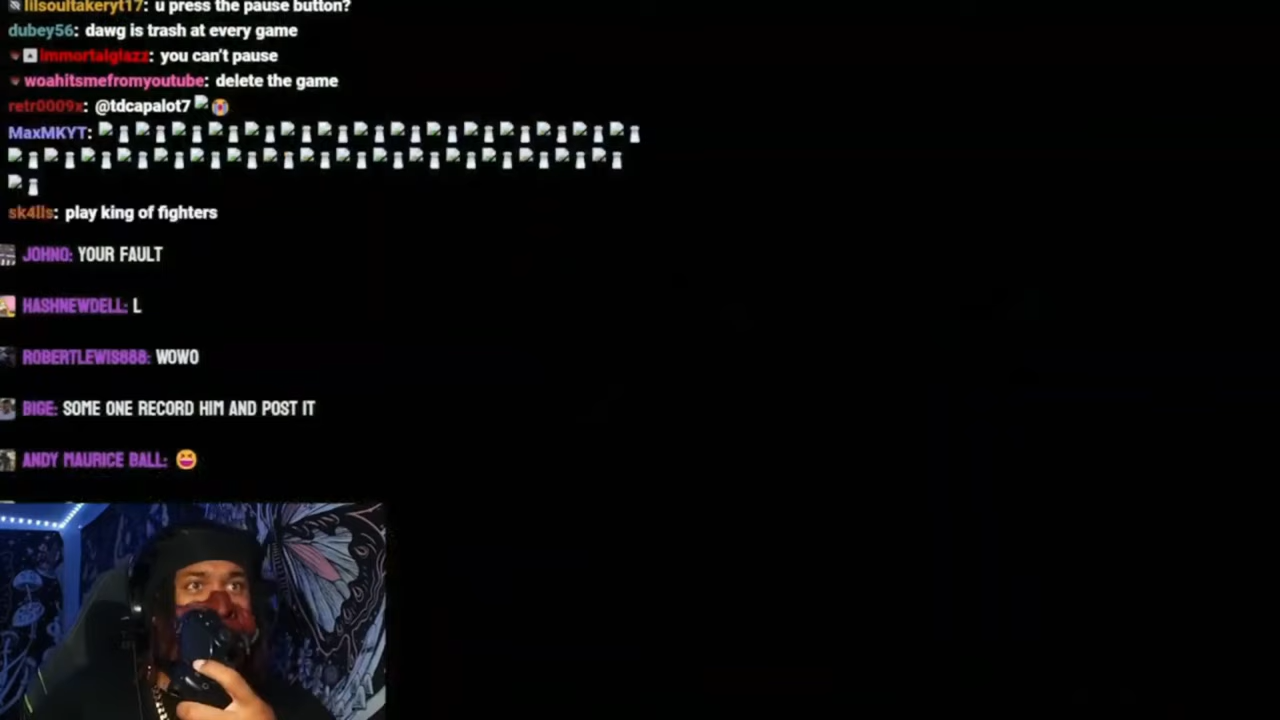 lilsoultakeryt17: u press the pause button?
dubey56: dawg is trash at every game
immortalglazz: you can't pause
woahitsmefromyoutube: delete the game
retr0009x: @tdcapalot7 😭
MaxMKYT:
sk4lls: play king of fighters
JOHNO: YOUR FAULT
HASHNEWDELL: L
ROBERTLEWIS888: WOWO
BIGE: SOME ONE RECORD HIM AND POST IT
ANDY MAURICE BALL: 😆